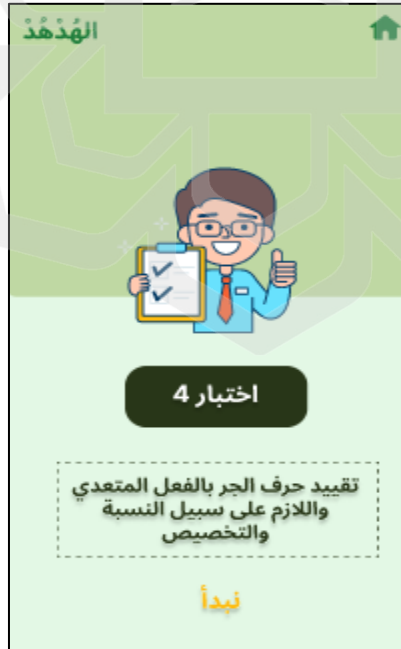 الهُدْهُدْ
اختبار 4
تقييد حرف الجر بالفعل المتعدي
واللازم على سبيل النسبة
والتخصيص
نبدأ